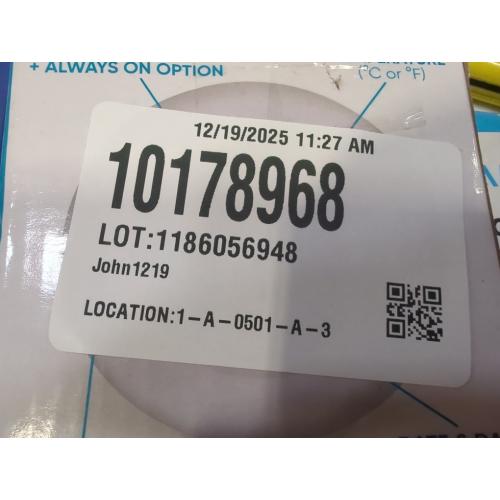 + ALWAYS ON OPTION
(°C or °F)
12/19/2025 11:27 AM
10178968
LOT:1186056948
John1219
LOCATION:1-A-0501-A-3